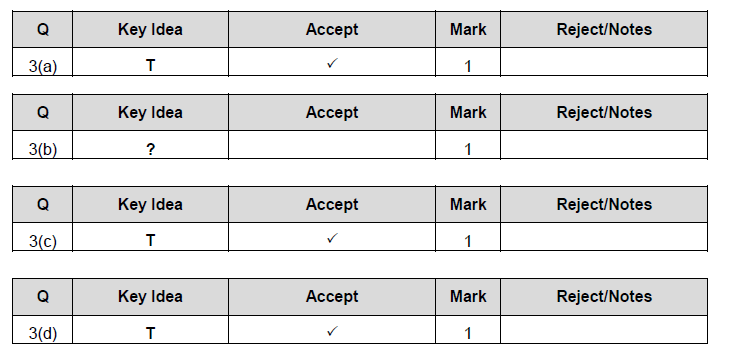 Q Key Idea Accept Mark Reject/Notes
3(a) T ✓ 1
Q Key Idea Accept Mark Reject/Notes
3(b) ? 1
Q Key Idea Accept Mark Reject/Notes
3(c) T ✓ 1
Q Key Idea Accept Mark Reject/Notes
3(d) T ✓ 1